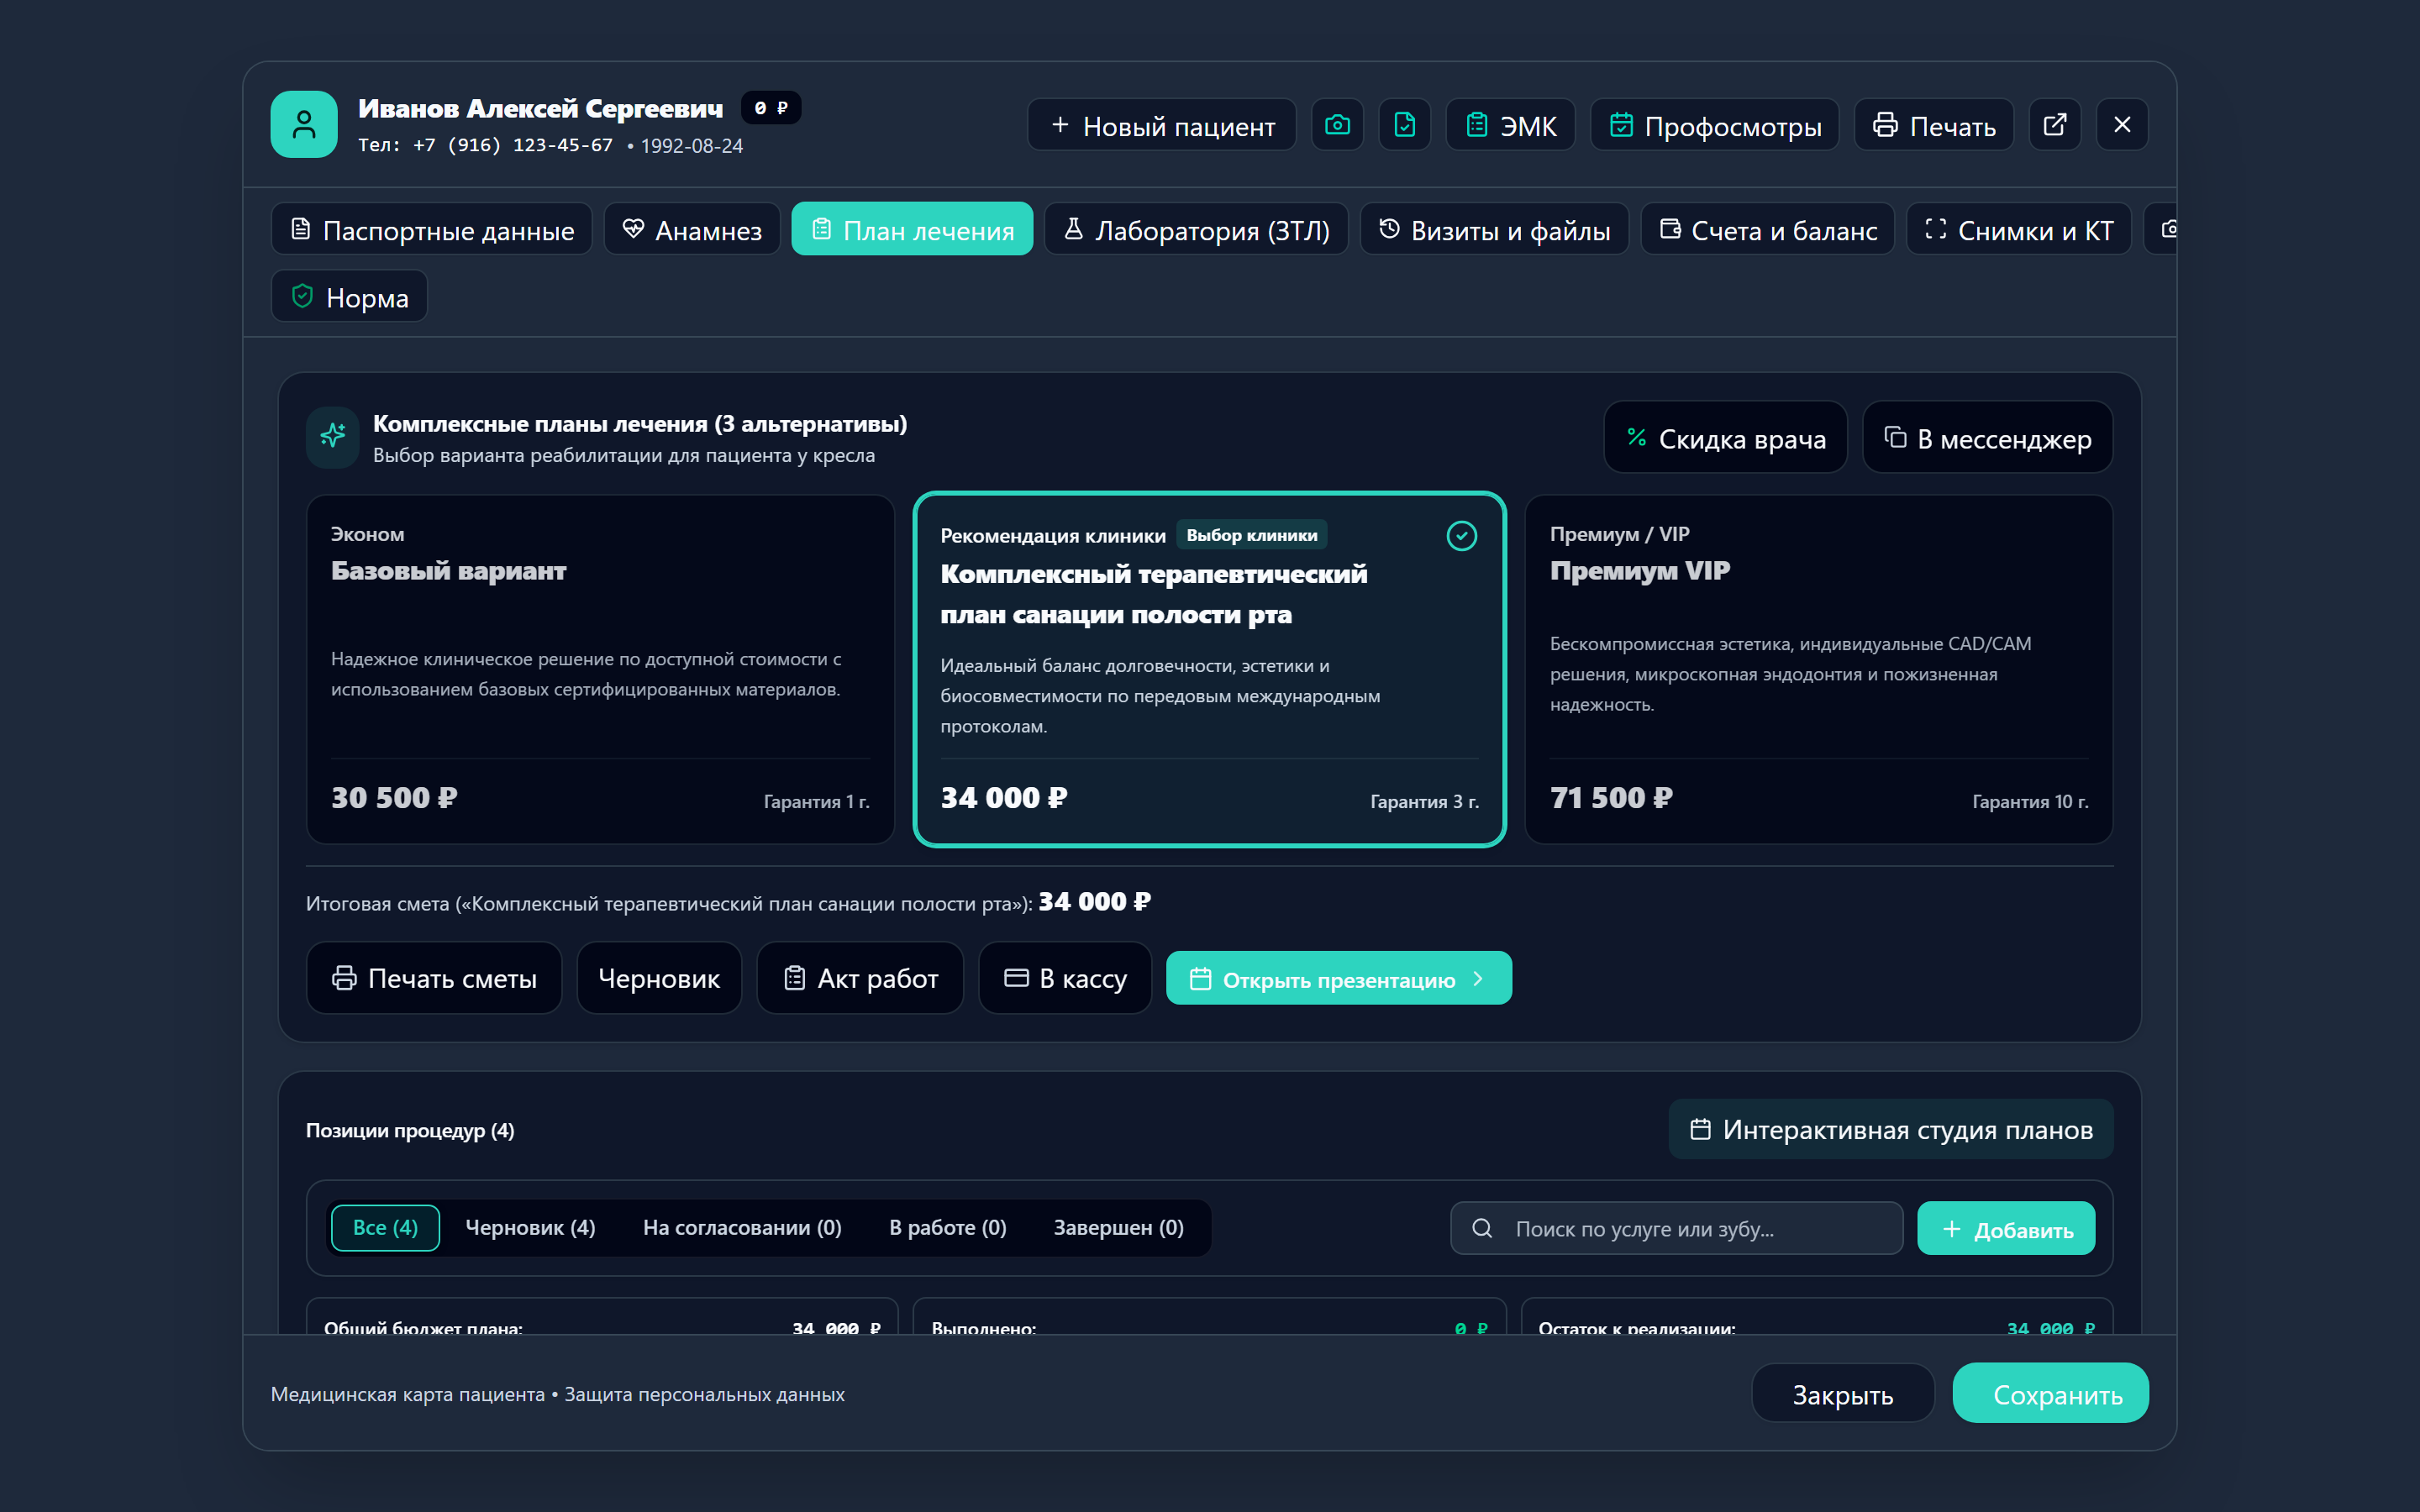 Иванов Алексей Сергеевич 0 ₽
Тел: +7 (916) 123-45-67 • 1992-08-24
Новый пациент
ЭМК
Профосмотры
Печать
Паспортные данные
Анамнез
План лечения
Лаборатория (ЗТЛ)
Визиты и файлы
Счета и баланс
Снимки и КТ
Норма
Комплексные планы лечения (3 альтернативы)
Выбор варианта реабилитации для пациента у кресла
Скидка врача
В мессенджер
Эконом
Базовый вариант
Надежное клиническое решение по доступной стоимости с
использованием базовых сертифицированных материалов.
30 500 ₽
Гарантия 1 г.
Рекомендация клиники Выбор клиники
Комплексный терапевтический
план санации полости рта
Идеальный баланс долговечности, эстетики и
биосовместимости по передовым международным
протоколам.
34 000 ₽
Гарантия 3 г.
Премиум / VIP
Премиум VIP
Бескомпромиссная эстетика, индивидуальные CAD/CAM
решения, микроскопная эндодонтия и пожизненная
надежность.
71 500 ₽
Гарантия 10 г.
Итоговая смета («Комплексный терапевтический план санации полости рта»): 34 000 ₽
Печать сметы
Черновик
Акт работ
В кассу
Открыть презентацию
Позиции процедур (4)
Интерактивная студия планов
Все (4)
Черновик (4)
На согласовании (0)
В работе (0)
Завершен (0)
Поиск по услуге или зубу...
Добавить
Общий бюджет плана: 34 000 ₽
Выполнено: 0 ₽
Остаток к реализации: 34 000 ₽
Медицинская карта пациента • Защита персональных данных
Закрыть
Сохранить